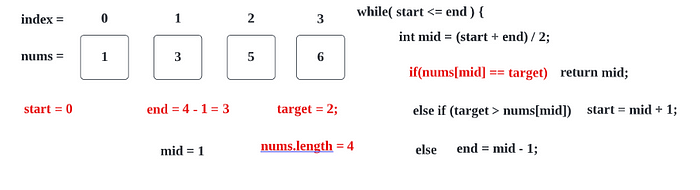 index = 0 1 2 3
nums = 1 3 5 6
start = 0 end = 4 - 1 = 3 target = 2;
mid = 1 nums.length = 4
while( start <= end ) {
int mid = (start + end) / 2;
if(nums[mid] == target) return mid;
else if (target > nums[mid]) start = mid + 1;
else end = mid - 1;